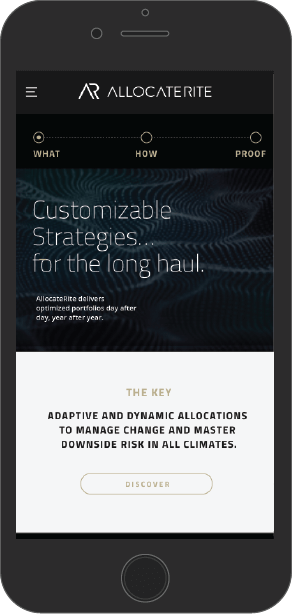 AR ALLOCATERITE
WHAT HOW PROOF
Customizable
Strategies...
for the long haul.
AllocateRite delivers
optimized portfolios day after
day, year after year.
THE KEY
ADAPTIVE AND DYNAMIC ALLOCATIONS
TO MANAGE CHANGE AND MASTER
DOWNSIDE RISK IN ALL CLIMATES.
DISCOVER